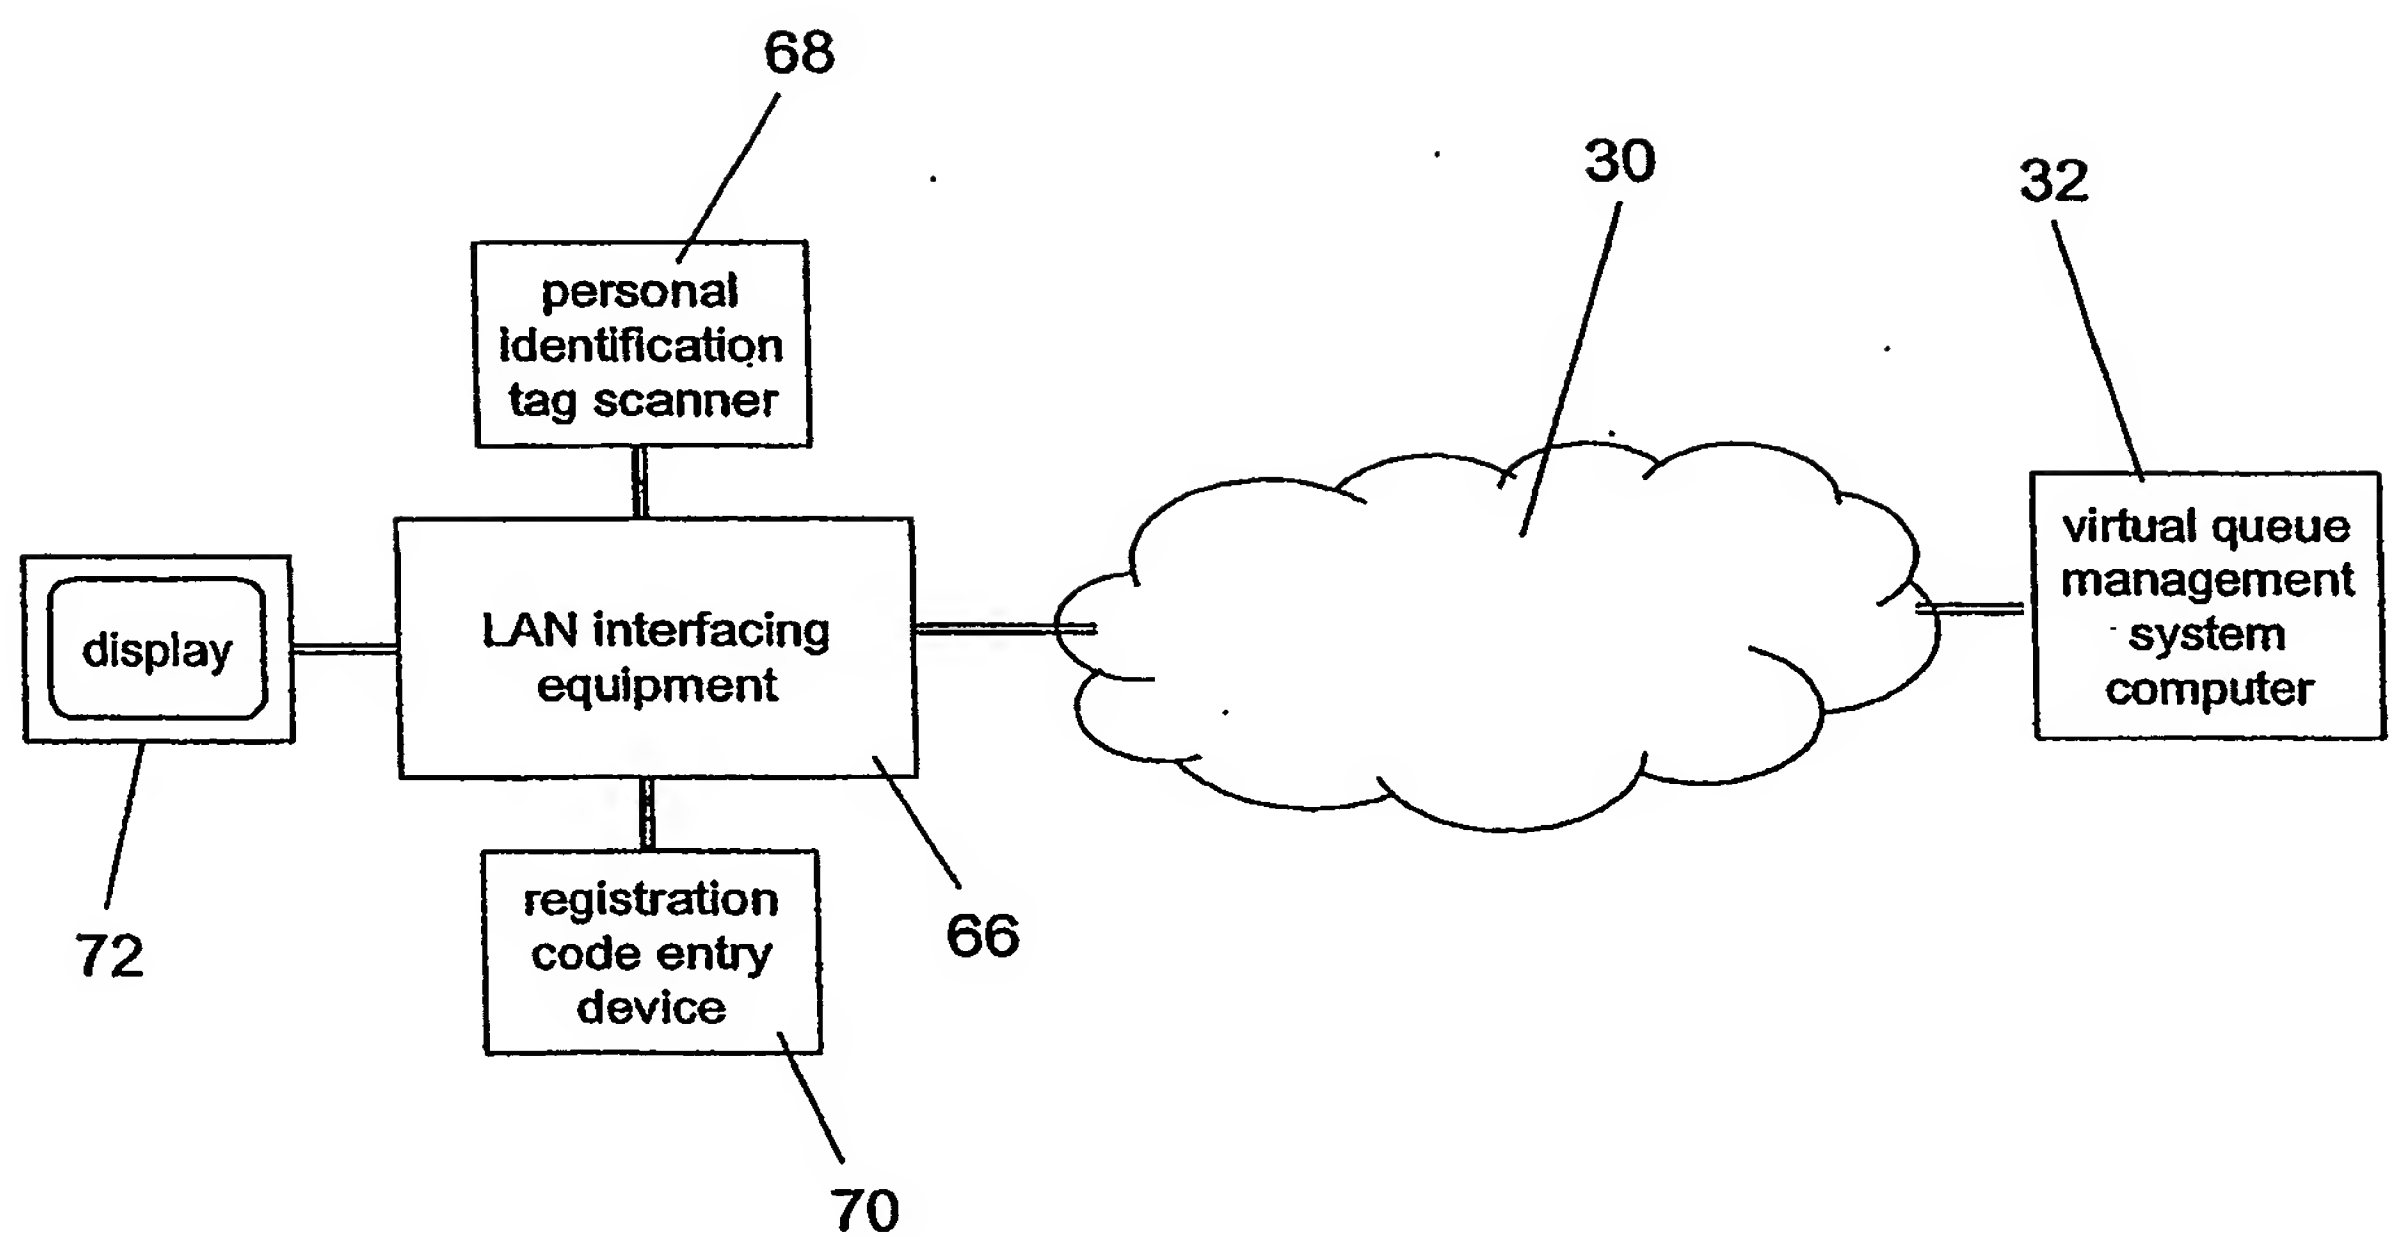 68
30
32
personal
identification
tag scanner
virtual queue
management
system
computer
display
LAN interfacing
equipment
registration
code entry
device
66
72
70